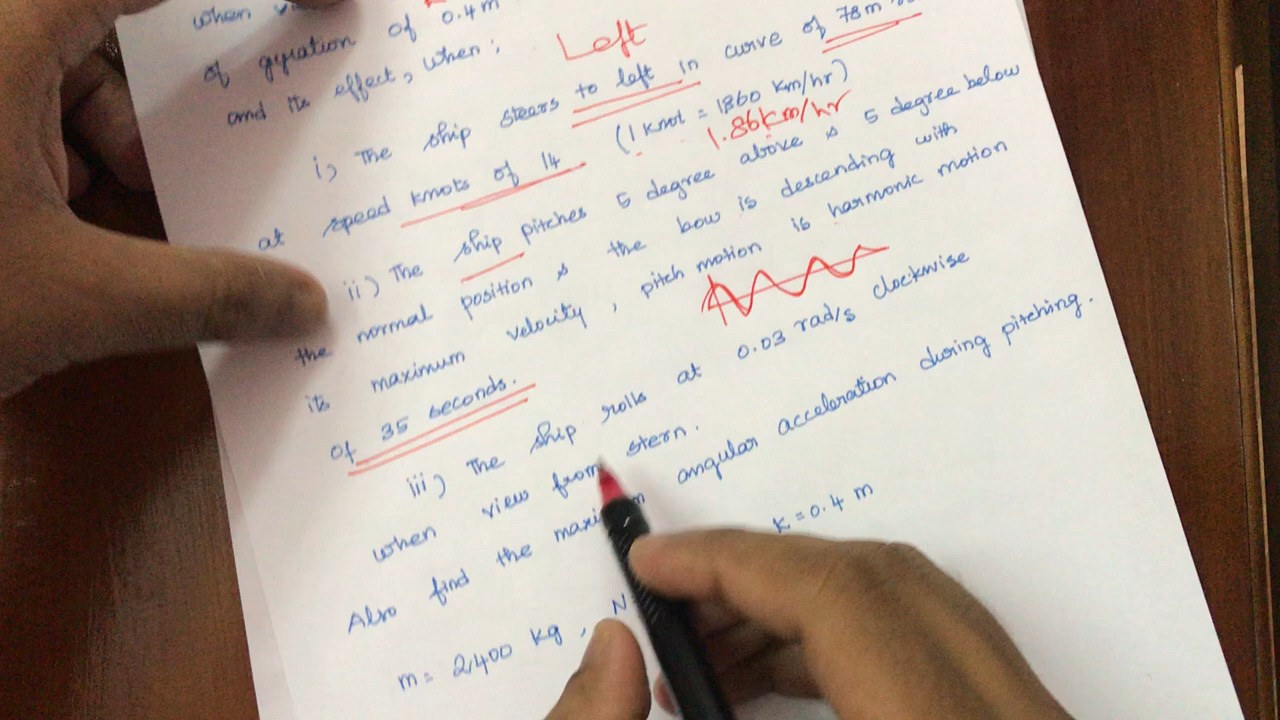 when
of gyration of 0.4m
and its effect, when;
Left
i) The ship stears to left in curve of 78m
at speed knots of 14 (1 knot = 1860 km/hr)
1.86km/hr
ii) The ship pitches 5 degree above & 5 degree below
the normal position & the bow is descending with
its maximum velocity, pitch motion is harmonic motion
of 35 seconds.
iii) The ship rolls at 0.03 rad/s clockwise
when view from stern.
Also find the angular acceleration during pitching.
m= 2400 kg, N K=0.4 m